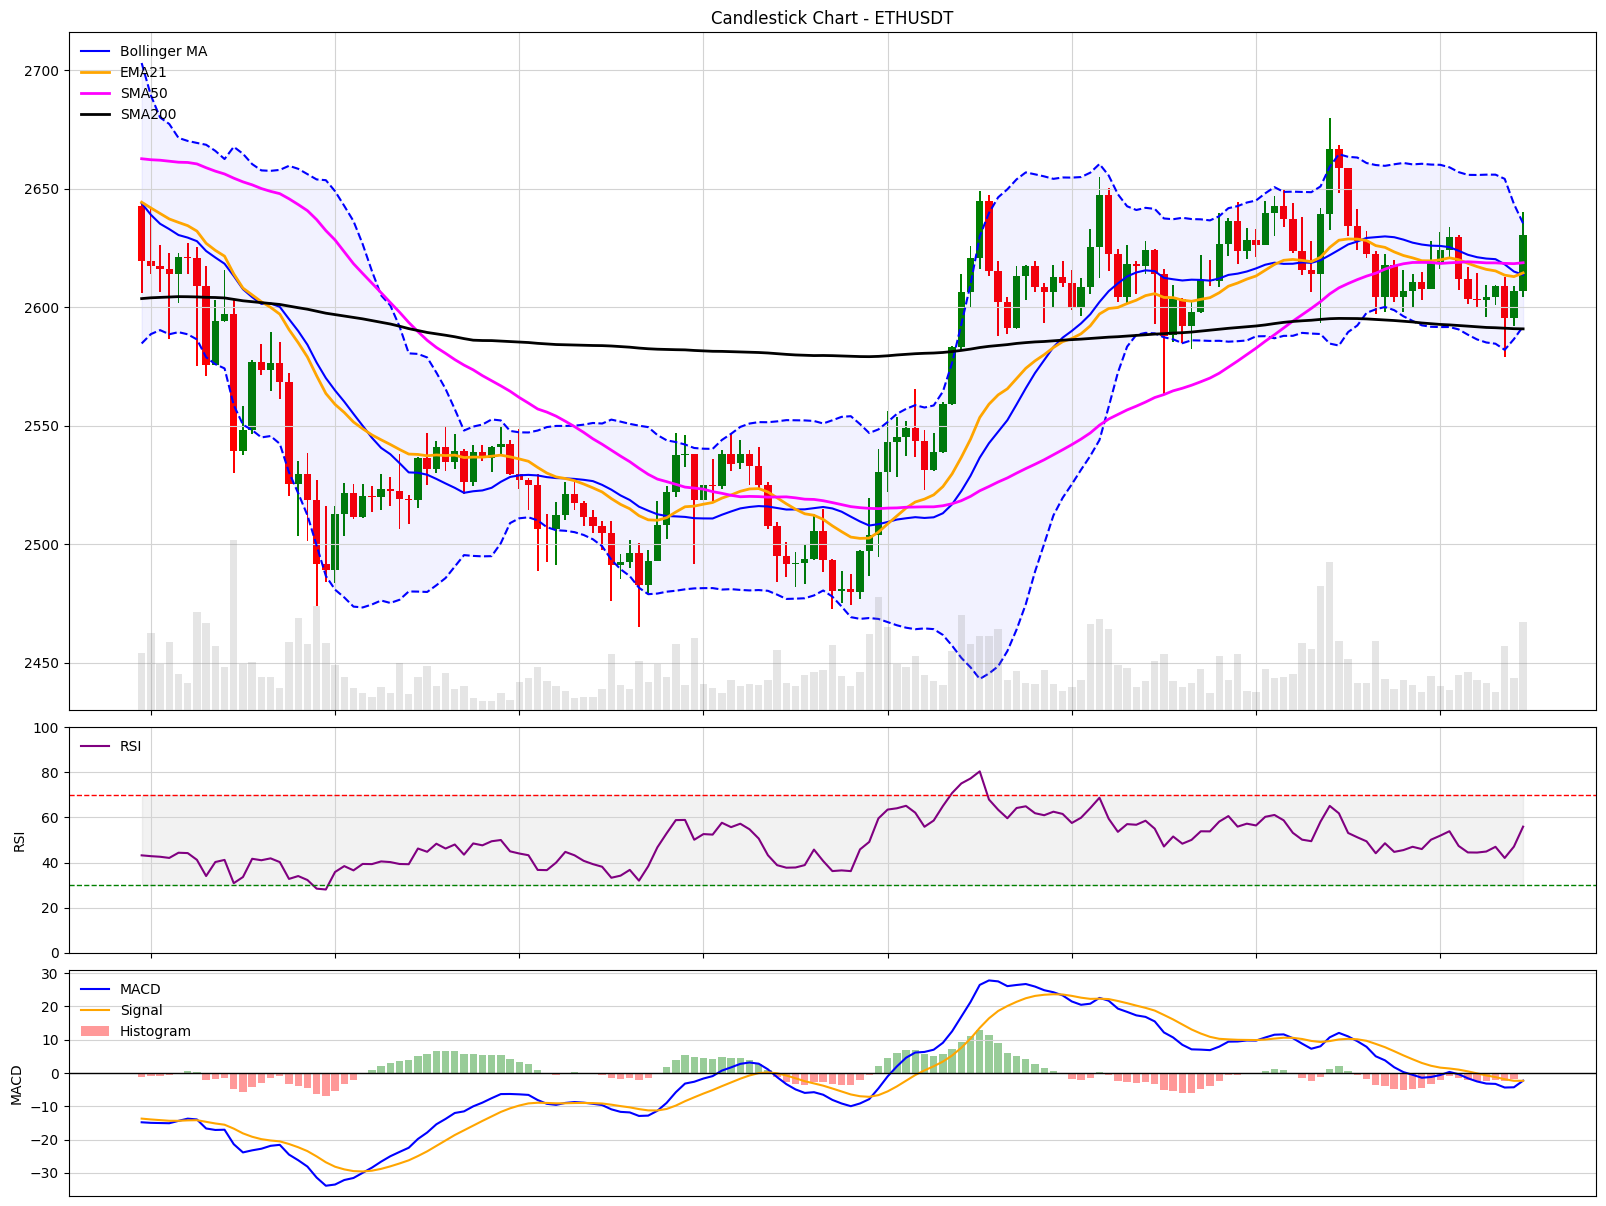 Candlestick Chart - ETHUSDT
Bollinger MA
EMA21
SMA50
SMA200
2700
2650
2600
2550
2500
2450
RSI
100
80
60
40
20
0
RSI
MACD
Signal
Histogram
30
20
10
0
−10
−20
−30
MACD